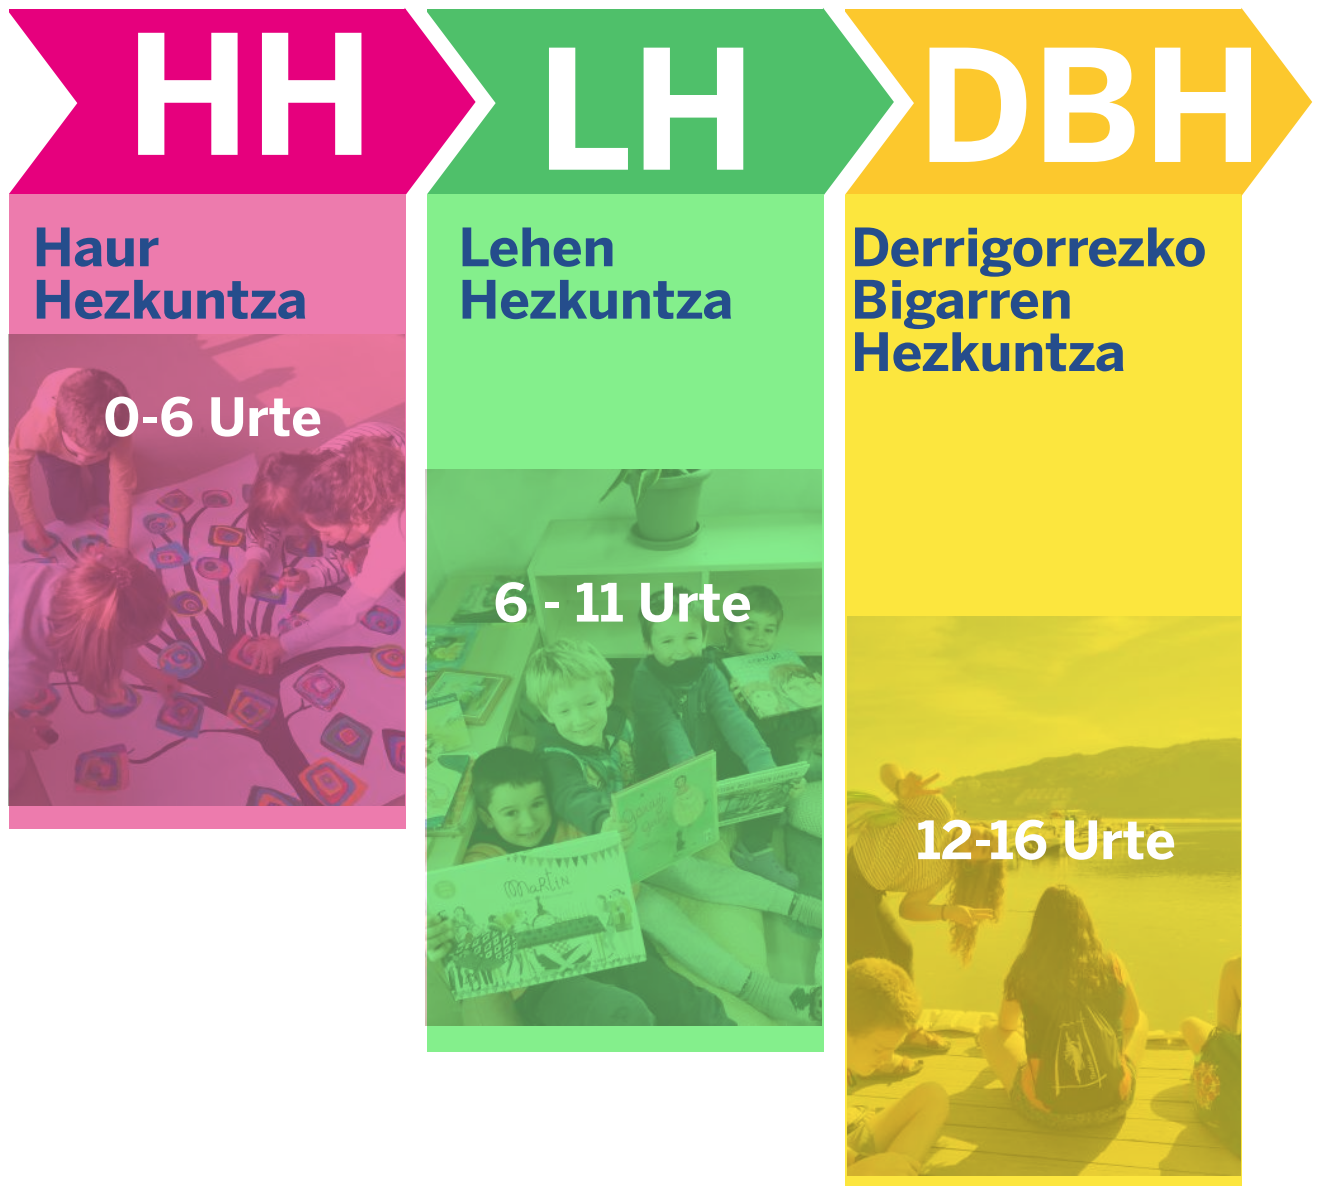 HH
LH
DBH
Haur
Hezkuntza
0-6 Urte
Lehen
Hezkuntza
6 - 11 Urte
MARTIN
Derrigorrezko
Bigarren
Hezkuntza
12-16 Urte